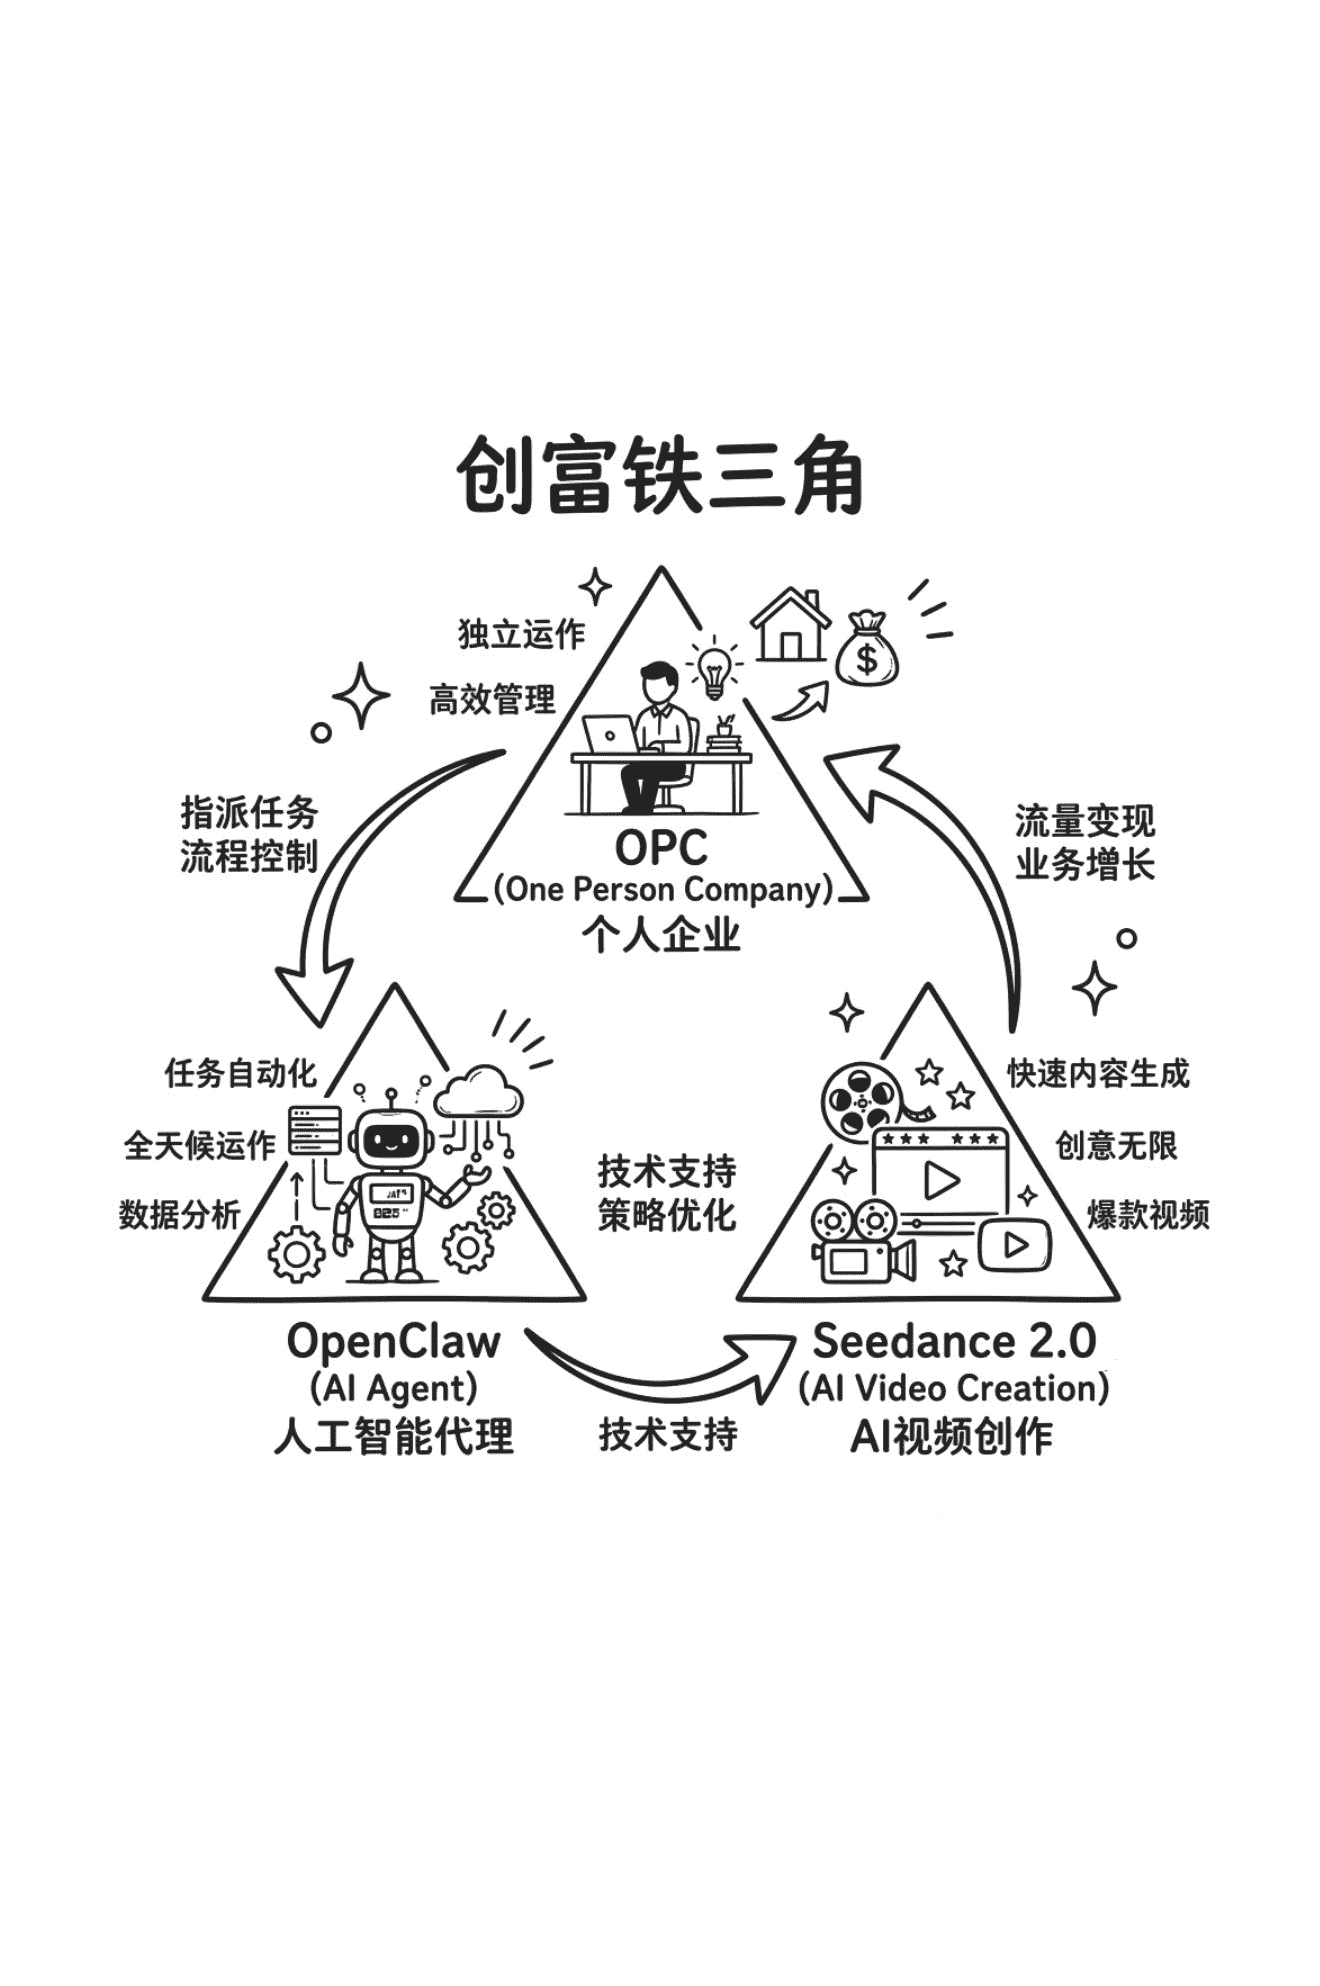 创富铁三角
独立运作
高效管理
$
指派任务
流程控制
流量变现
业务增长
OPC
(One Person Company)
个人企业
任务自动化
全天候运作
数据分析
技术支持
策略优化
快速内容生成
创意无限
爆款视频
OpenClaw
(AI Agent)
人工智能代理
技术支持
Seedance 2.0
(AI Video Creation)
AI视频创作